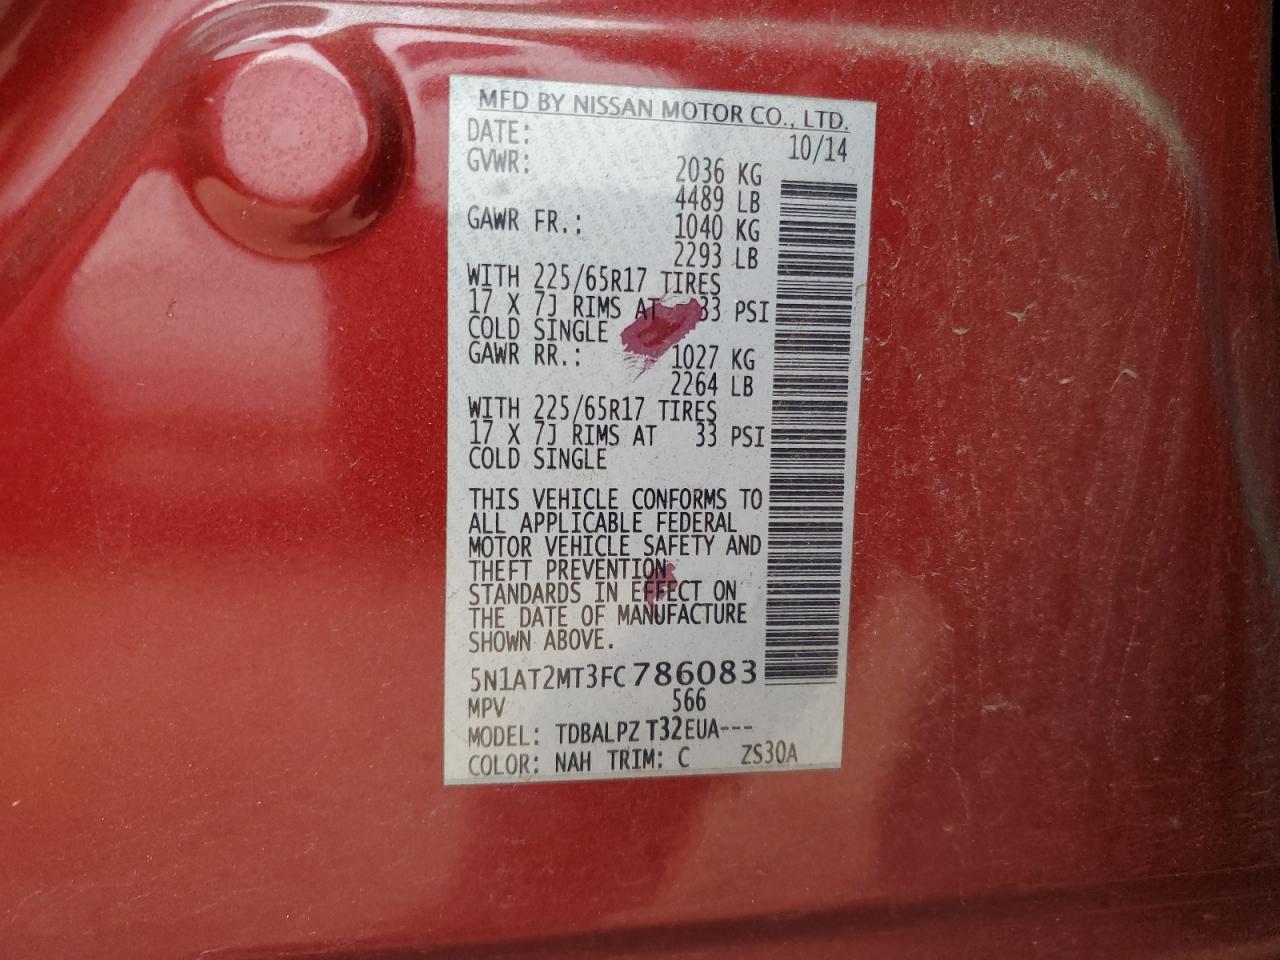 MFD BY NISSAN MOTOR CO., LTD.
DATE: 10/14
GVWR: 2036 KG
4489 LB
GAWR FR.: 1040 KG
2293 LB
WITH 225/65R17 TIRES
17 X 7J RIMS AT 33 PSI
COLD SINGLE
GAWR RR.: 1027 KG
2264 LB
WITH 225/65R17 TIRES
17 X 7J RIMS AT 33 PSI
COLD SINGLE
THIS VEHICLE CONFORMS TO
ALL APPLICABLE FEDERAL
MOTOR VEHICLE SAFETY AND
THEFT PREVENTION
STANDARDS IN EFFECT ON
THE DATE OF MANUFACTURE
SHOWN ABOVE.
5N1AT2MT3FC786083
MPV 566
MODEL: TDBALPZ T32EUA---
COLOR: NAH TRIM: C ZS30A